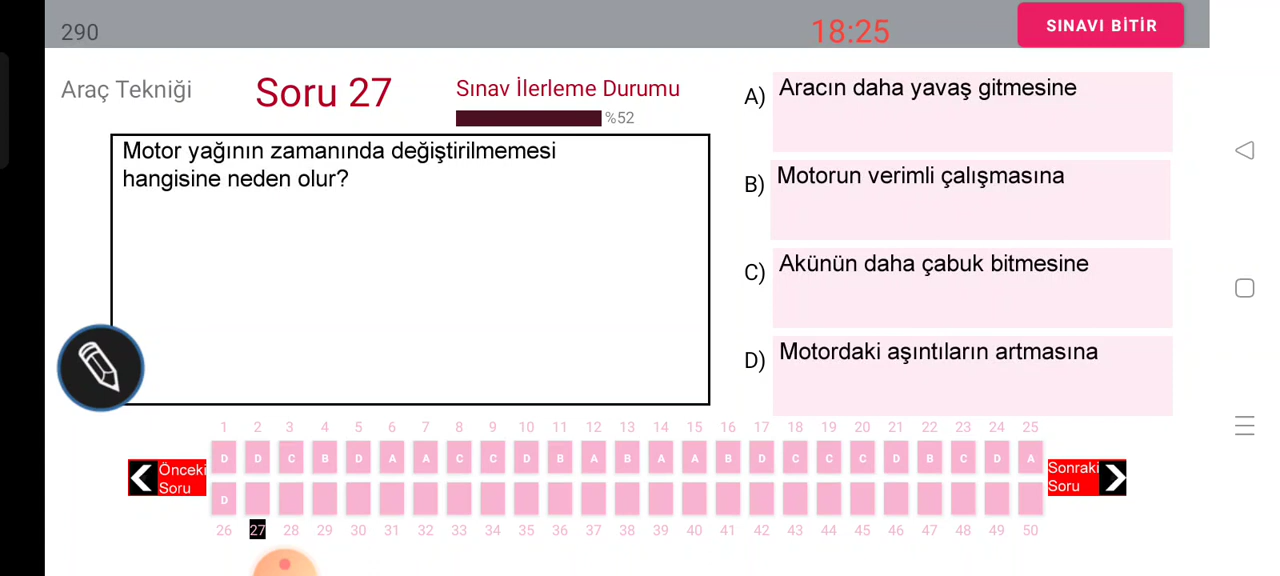 290
18:25
SINAVI BİTİR
Araç Tekniği
Soru 27
Sınav İlerleme Durumu
%52
Motor yağının zamanında değiştirilmemesi
hangisine neden olur?
A) Aracın daha yavaş gitmesine
B) Motorun verimli çalışmasına
C) Akünün daha çabuk bitmesine
D) Motordaki aşıntıların artmasına
1 2 3 4 5 6 7 8 9 10 11 12 13 14 15 16 17 18 19 20 21 22 23 24 25
D D C B D A A C C D B A B A A B D C C C D B C D A
Önceki
Soru
D
Sonraki
Soru
26 27 28 29 30 31 32 33 34 35 36 37 38 39 40 41 42 43 44 45 46 47 48 49 50